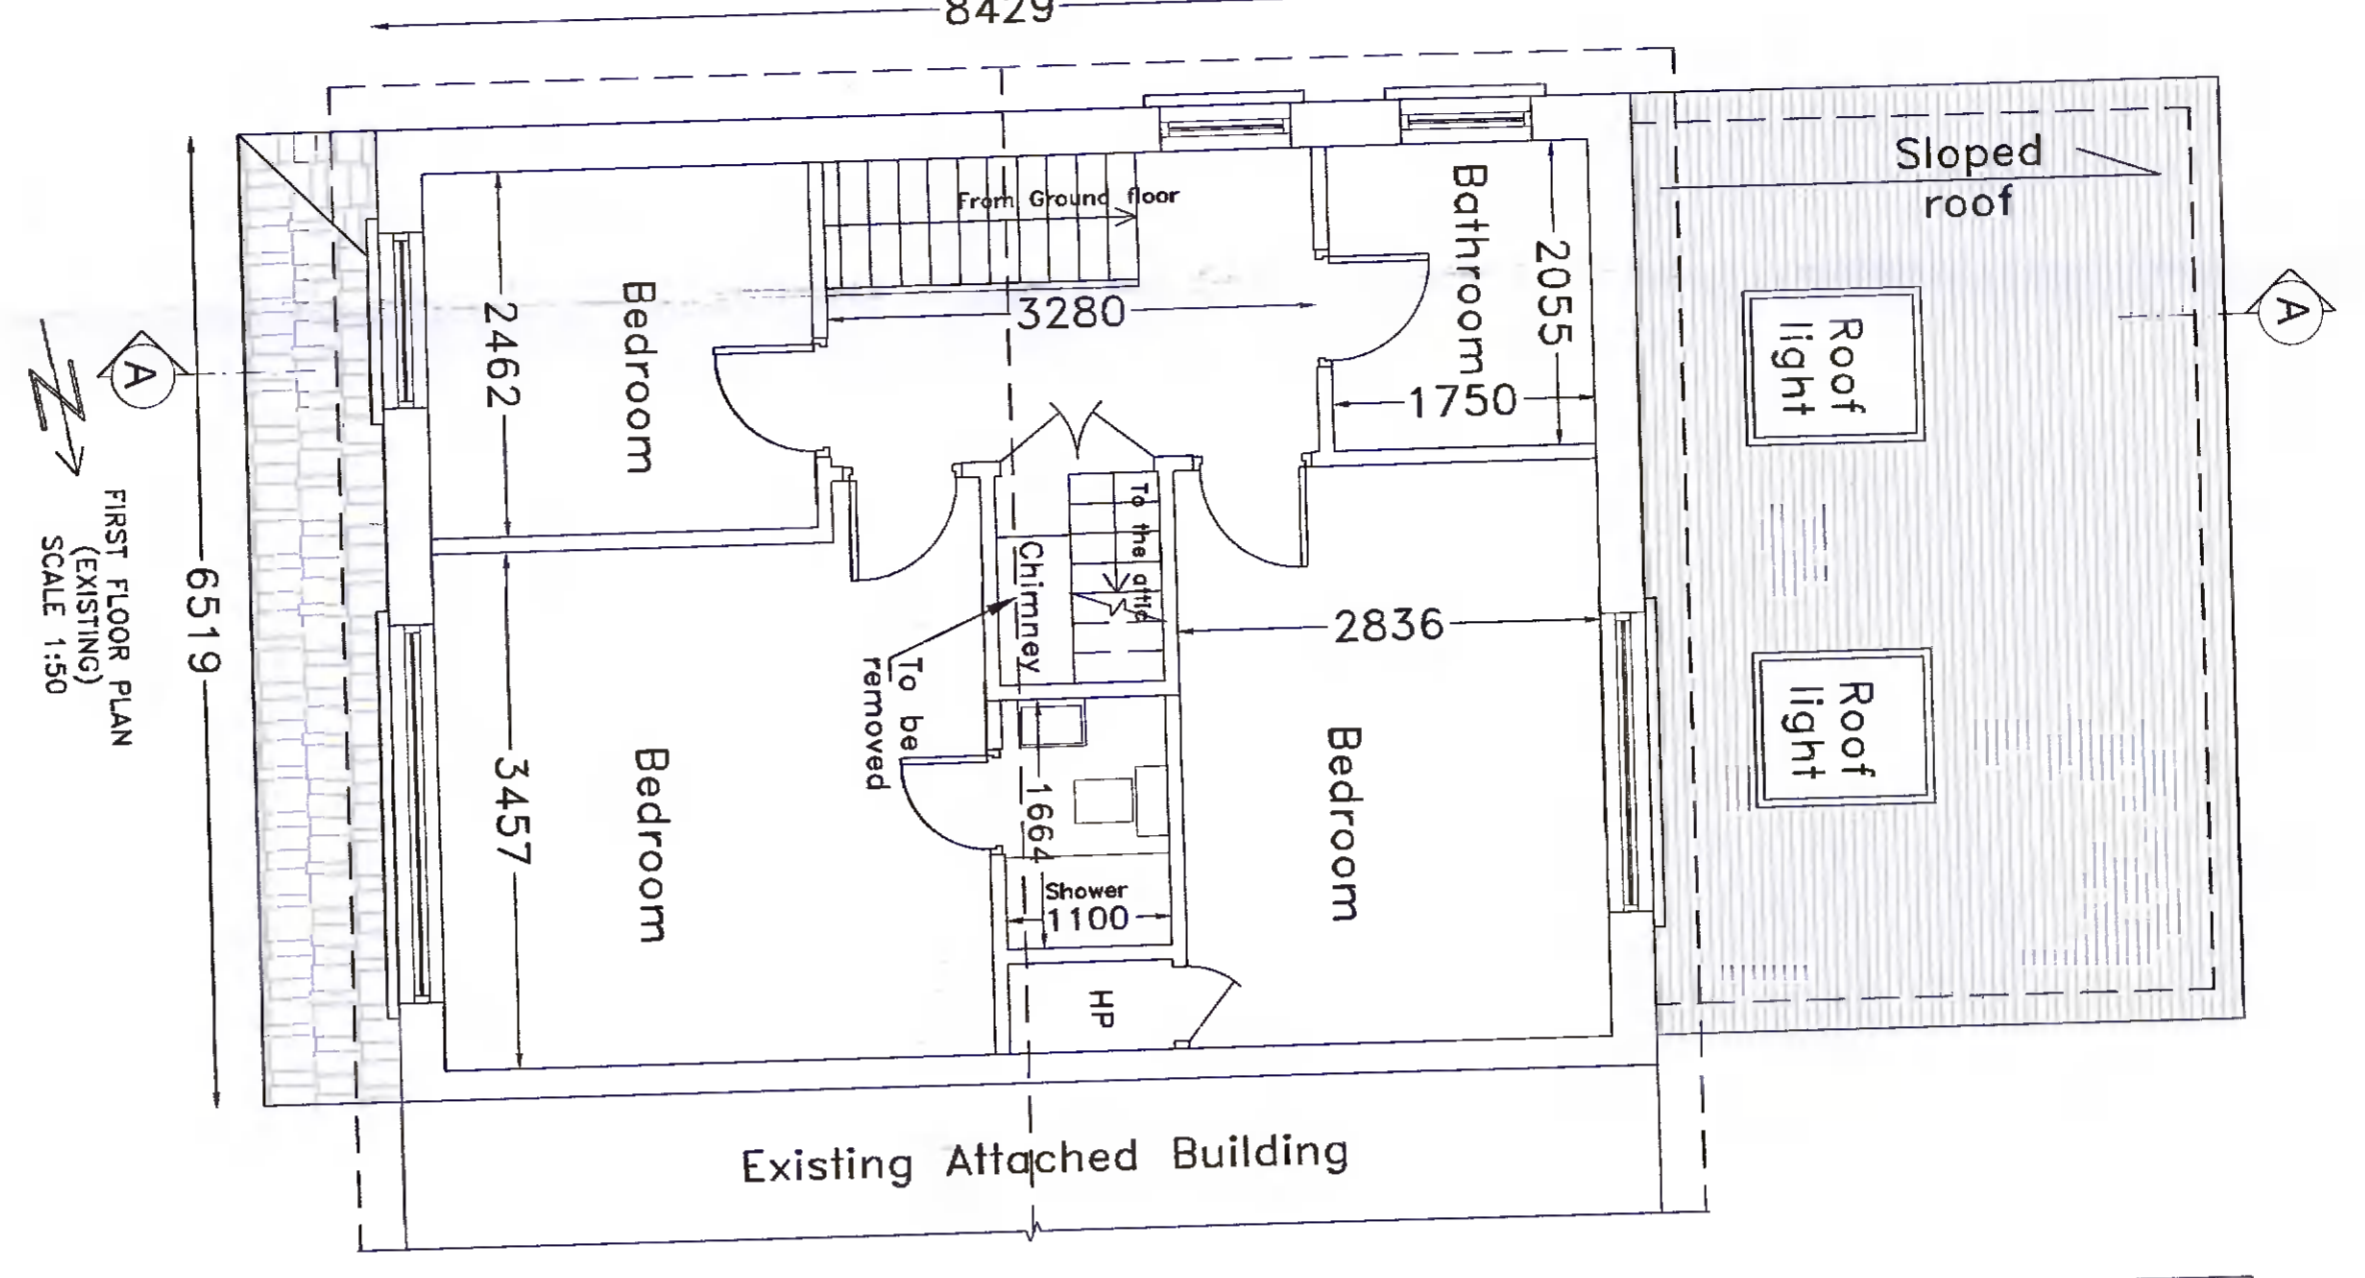 8429
Sloped
roof
From Ground floor
Bathroom
2055
3280
1750
Bedroom
2462
Roof
light
A
A
To the attic
Chimney
To be
removed
2836
Roof
light
Bedroom
3457
1664
Shower
1100
HP
Bedroom
6519
FIRST FLOOR PLAN
(EXISTING)
SCALE 1:50
Existing Attached Building